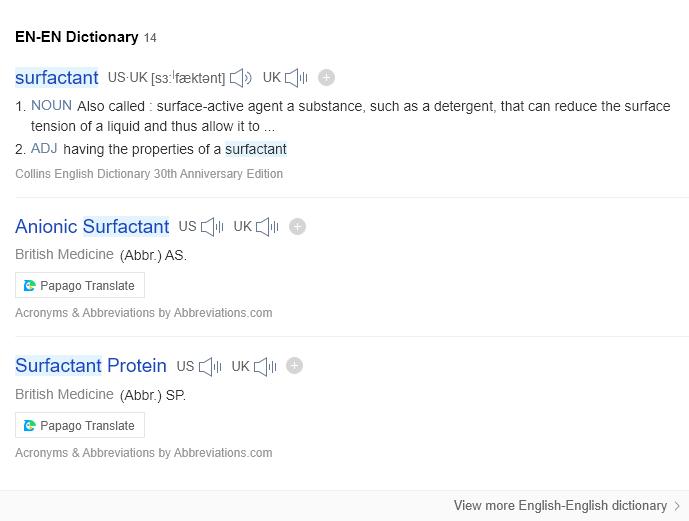 EN-EN Dictionary 14
surfactant US·UK [sɜːˈfæktənt] UK
1. NOUN Also called : surface-active agent a substance, such as a detergent, that can reduce the surface
tension of a liquid and thus allow it to ...
2. ADJ having the properties of a surfactant
Collins English Dictionary 30th Anniversary Edition
Anionic Surfactant US UK
British Medicine (Abbr.) AS.
Papago Translate
Acronyms & Abbreviations by Abbreviations.com
Surfactant Protein US UK
British Medicine (Abbr.) SP.
Papago Translate
Acronyms & Abbreviations by Abbreviations.com
View more English-English dictionary